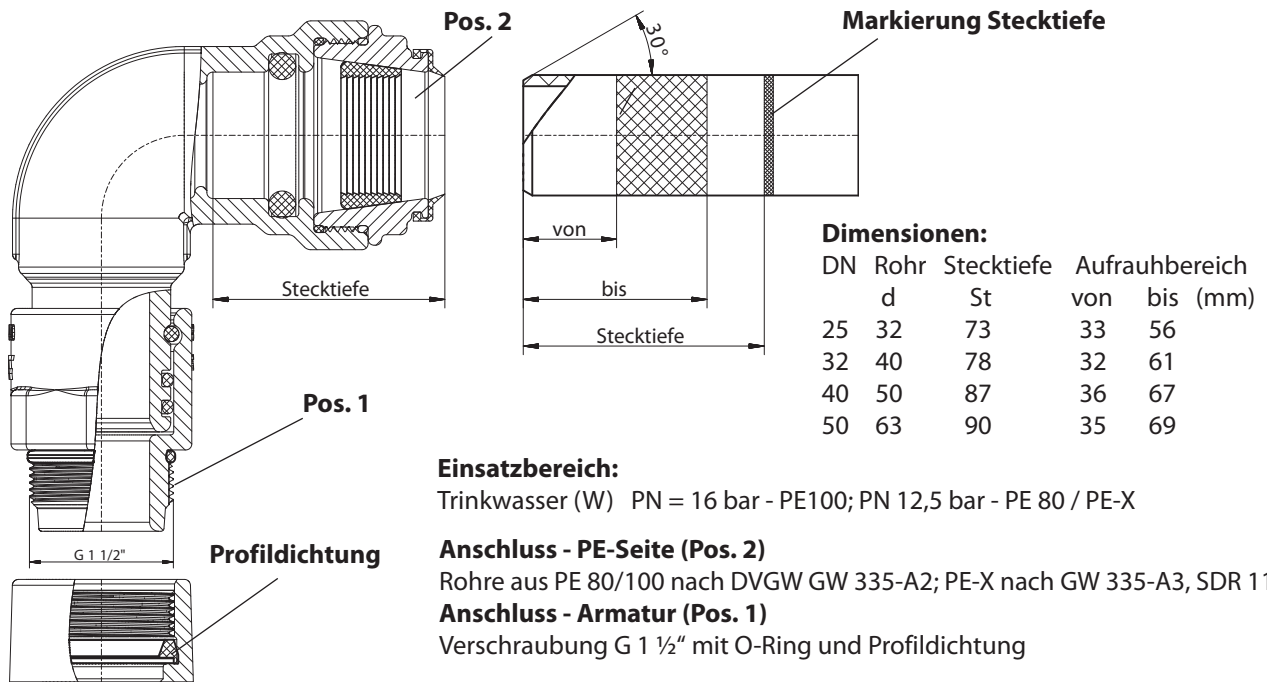 Pos. 2
Markierung Stecktiefe
30°
von
bis
Stecktiefe
Stecktiefe
Dimensionen:
DN Rohr Stecktiefe Aufrauhbereich
d St von bis (mm)
25 32 73 33 56
32 40 78 32 61
40 50 87 36 67
50 63 90 35 69
Pos. 1
G 1 1/2"
Profildichtung
Einsatzbereich:
Trinkwasser (W) PN = 16 bar - PE100; PN 12,5 bar - PE 80 / PE-X
Anschluss - PE-Seite (Pos. 2)
Rohre aus PE 80/100 nach DVGW GW 335-A2; PE-X nach GW 335-A3, SDR 11
Anschluss - Armatur (Pos. 1)
Verschraubung G 1 ½“ mit O-Ring und Profildichtung